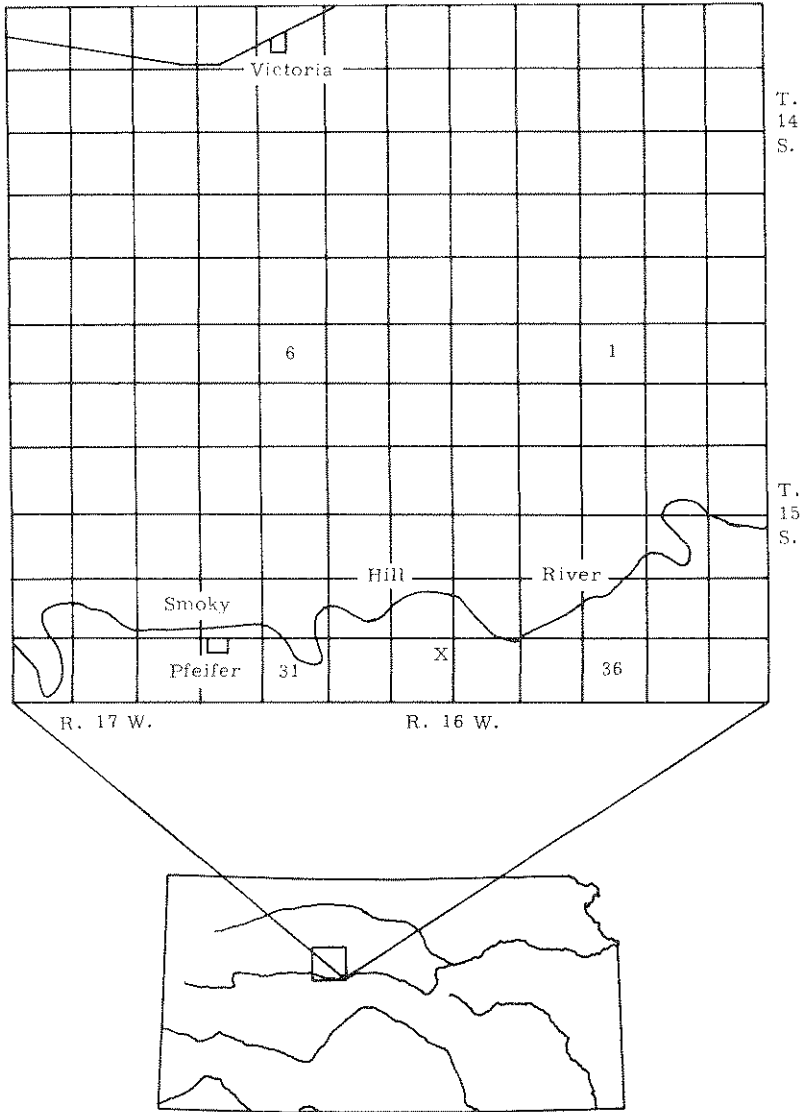 Victoria
T.
14
S.
6
1
T.
15
S.
Hill
River
Smoky
X
Pfeifer
31
36
R. 17 W.
R. 16 W.